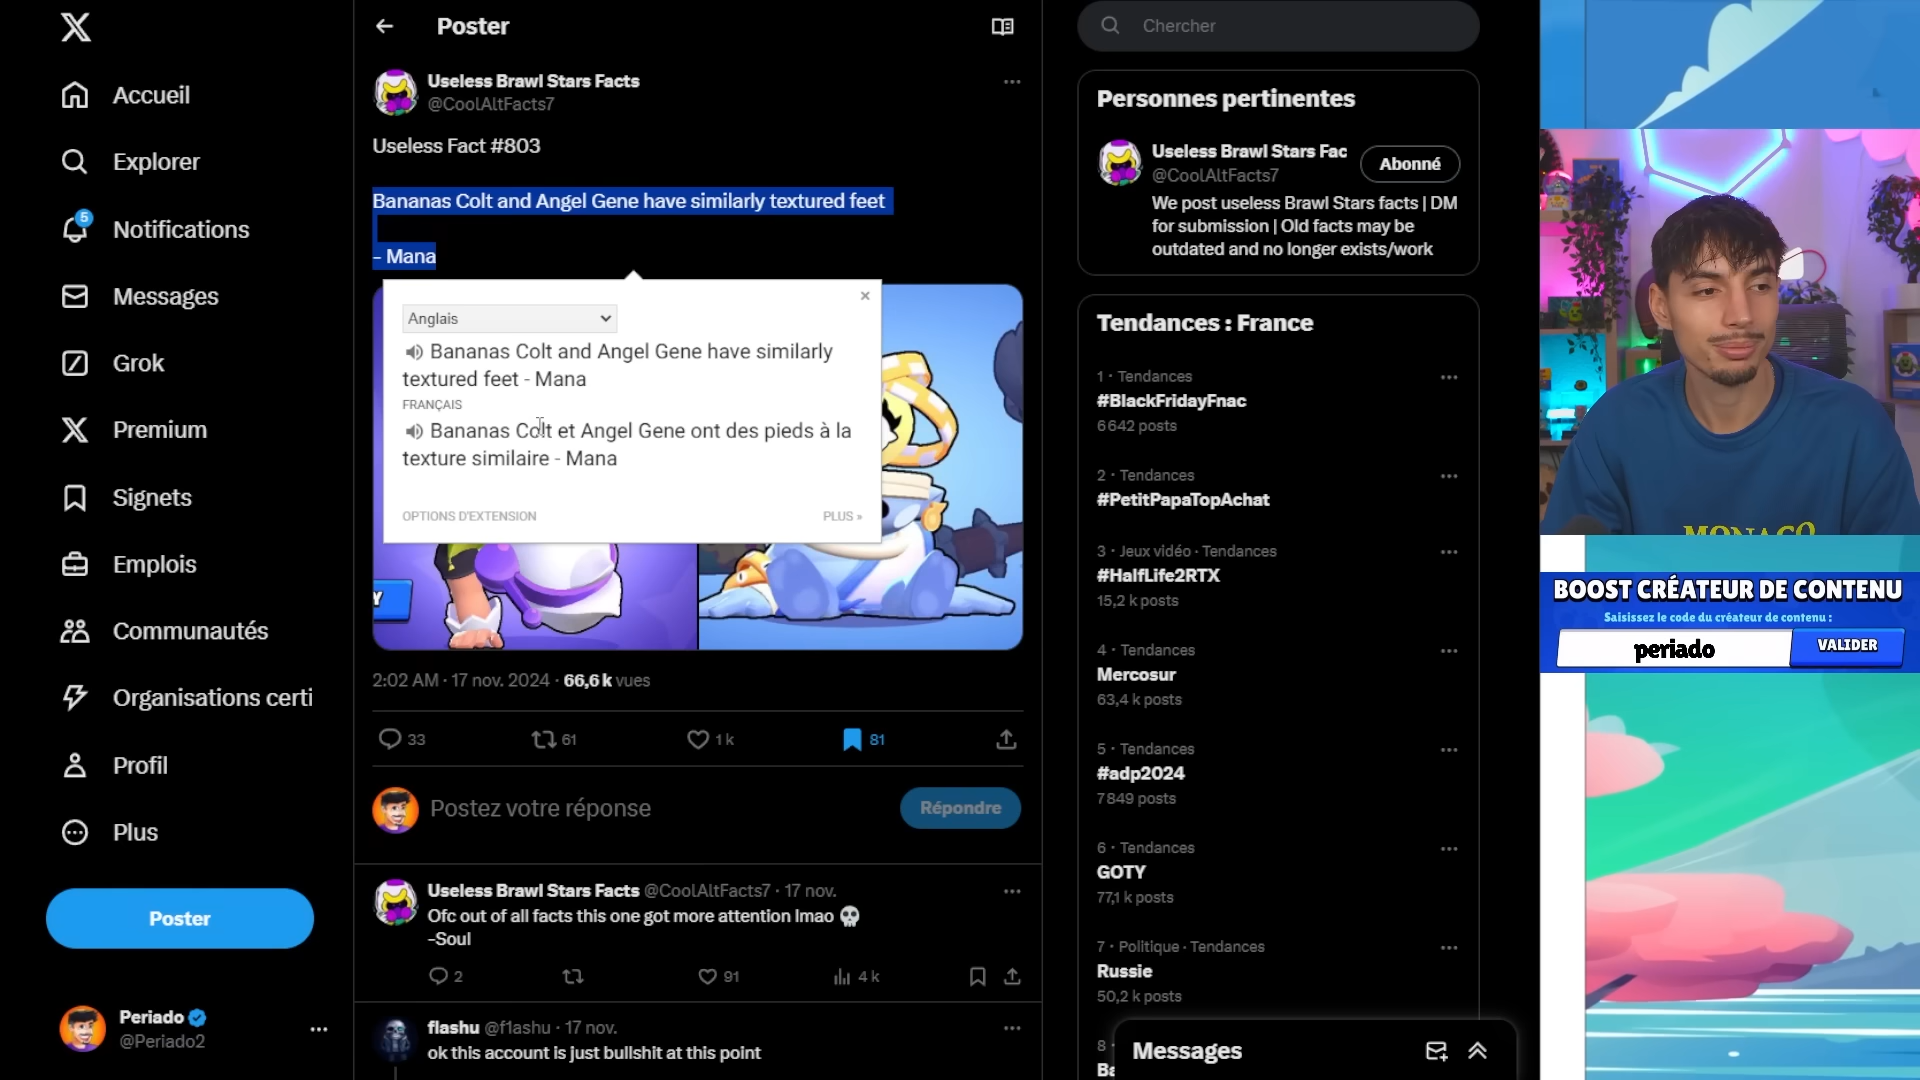 Accueil
Explorer
5
Notifications
Messages
Grok
Premium
Signets
Emplois
Communautés
Organisations certi
Profil
Plus
Poster
Periado
@Periado2
Poster
Useless Brawl Stars Facts
@CoolAltFacts7
Useless Fact #803
Bananas Colt and Angel Gene have similarly textured feet
- Mana
Anglais
Bananas Colt and Angel Gene have similarly
textured feet - Mana
FRANÇAIS
Bananas Colt et Angel Gene ont des pieds à la
texture similaire - Mana
OPTIONS D'EXTENSION
PLUS »
Y
2:02 AM · 17 nov. 2024 · 66,6 k vues
33
61
1 k
81
Postez votre réponse
Répondre
Useless Brawl Stars Facts @CoolAltFacts7 · 17 nov.
Ofc out of all facts this one got more attention lmao 💀
-Soul
2
91
4 k
flashu @f1ashu · 17 nov.
ok this account is just bullshit at this point
Chercher
Personnes pertinentes
Useless Brawl Stars Fac
@CoolAltFacts7
Abonné
We post useless Brawl Stars facts | DM
for submission | Old facts may be
outdated and no longer exists/work
Tendances : France
1 · Tendances
#BlackFridayFnac
6 642 posts
2 · Tendances
#PetitPapaTopAchat
3 · Jeux vidéo · Tendances
#HalfLife2RTX
15,2 k posts
4 · Tendances
Mercosur
63,4 k posts
5 · Tendances
#adp2024
7 849 posts
6 · Tendances
GOTY
77,1 k posts
7 · Politique · Tendances
Russie
50,2 k posts
8 ·
Ba
Messages
MONACO
BOOST CRÉATEUR DE CONTENU
Saisissez le code du créateur de contenu :
periado
VALIDER